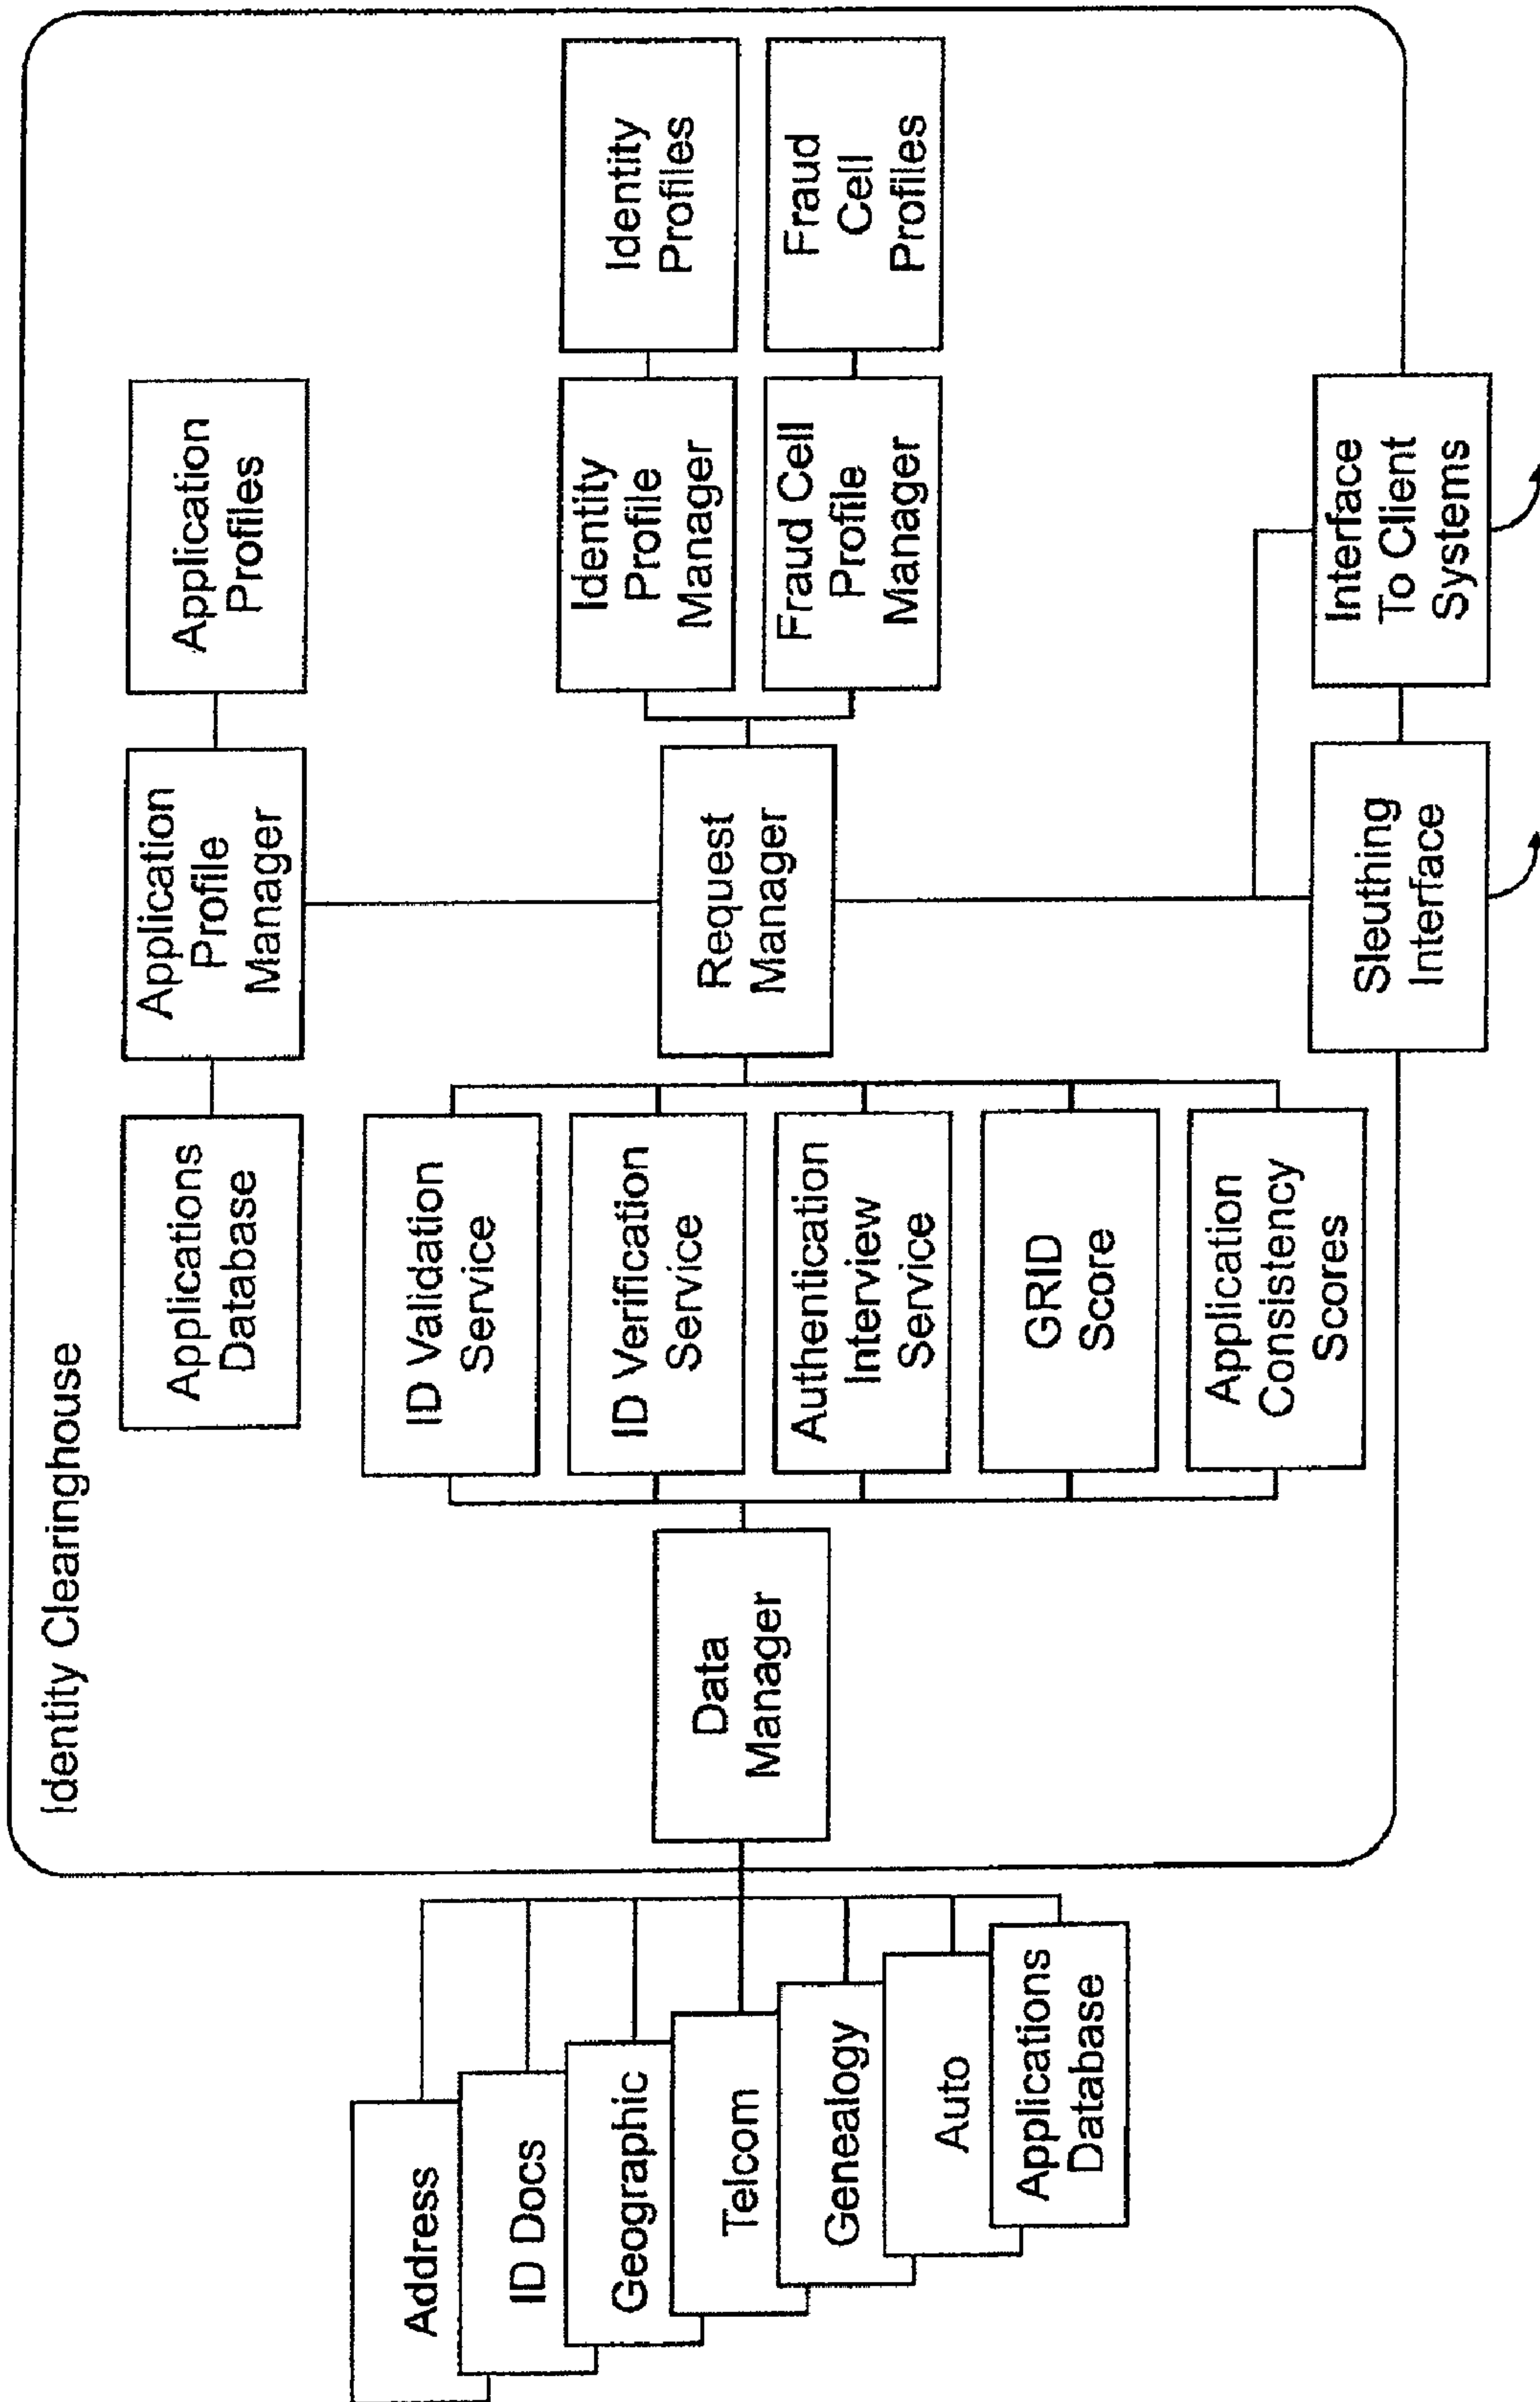 Identity Clearinghouse
Applications
Database
Application
Profile
Manager
Application
Profiles
ID Validation
Service
ID Verification
Service
Authentication
Interview
Service
GRID
Score
Application
Consistency
Scores
Data
Manager
Request
Manager
Identity
Profile
Manager
Identity
Profiles
Fraud Cell
Profile
Manager
Fraud
Cell
Profiles
Address
ID Docs
Geographic
Telcom
Genealogy
Auto
Applications
Database
Sleuthing
Interface
Interface
To Client
Systems